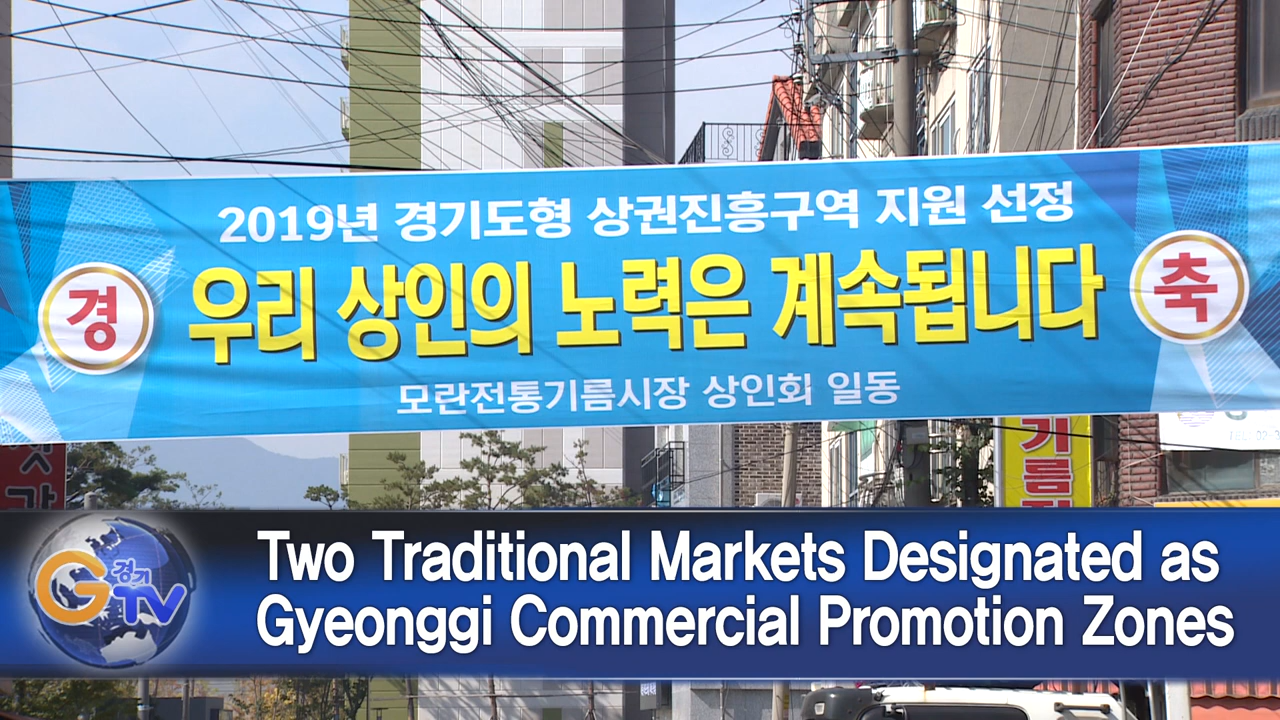 2019년 경기도형 상권진흥구역 지원 선정
경
우리 상인의 노력은 계속됩니다
축
모란전통기름시장 상인회 일동
기름
G 경기 TV
Two Traditional Markets Designated as
Gyeonggi Commercial Promotion Zones